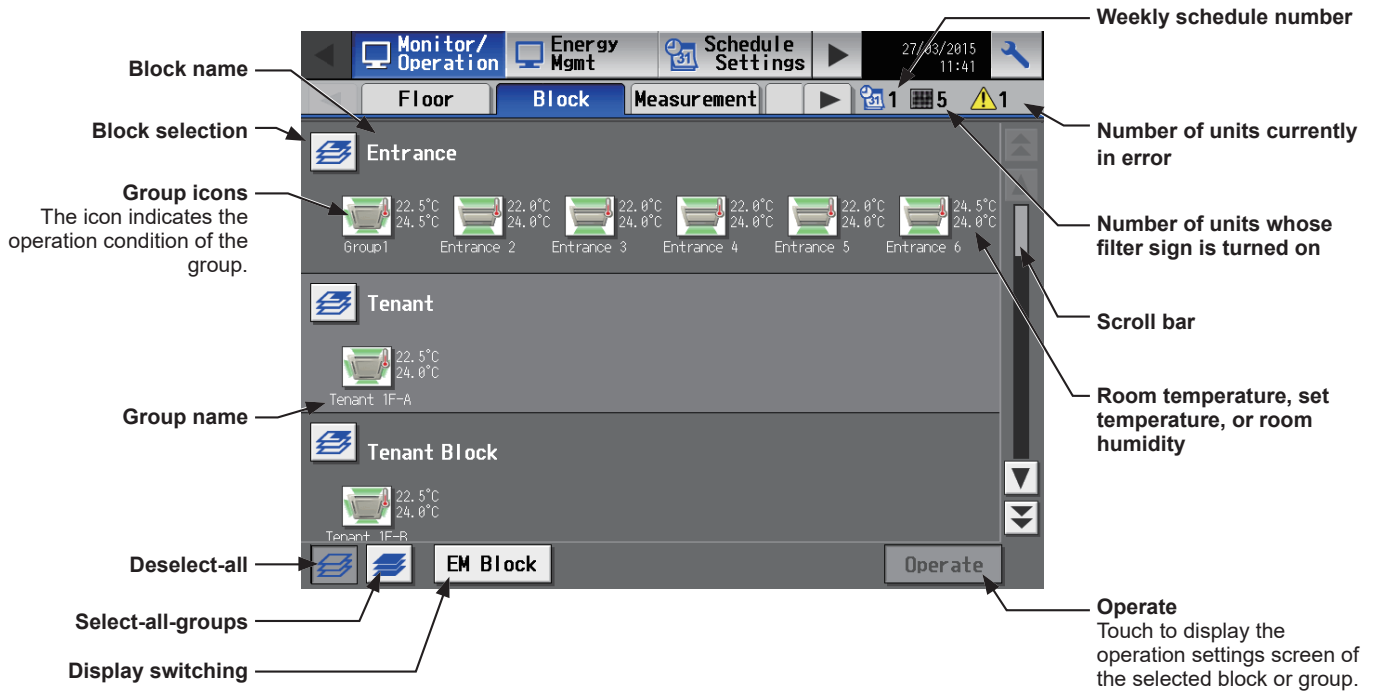 Weekly schedule number
Monitor/ Operation
Energy Mgmt
Schedule Settings
27/03/2015
11:41
Block name
Floor
Block
Measurement
1
5
1
Block selection
Entrance
Number of units currently
in error
Group icons
The icon indicates the
operation condition of the
group.
22.5°C
24.5°C
Group1
22.0°C
24.0°C
Entrance 2
22.0°C
24.0°C
Entrance 3
22.0°C
24.0°C
Entrance 4
22.0°C
24.0°C
Entrance 5
24.5°C
24.0°C
Entrance 6
Number of units whose
filter sign is turned on
Tenant
Scroll bar
22.5°C
24.0°C
Tenant 1F-A
Group name
Room temperature, set
temperature, or room
humidity
Tenant Block
22.5°C
24.0°C
Tenant 1F-B
Deselect-all
EM Block
Operate
Select-all-groups
Display switching
Operate
Touch to display the
operation settings screen of
the selected block or group.